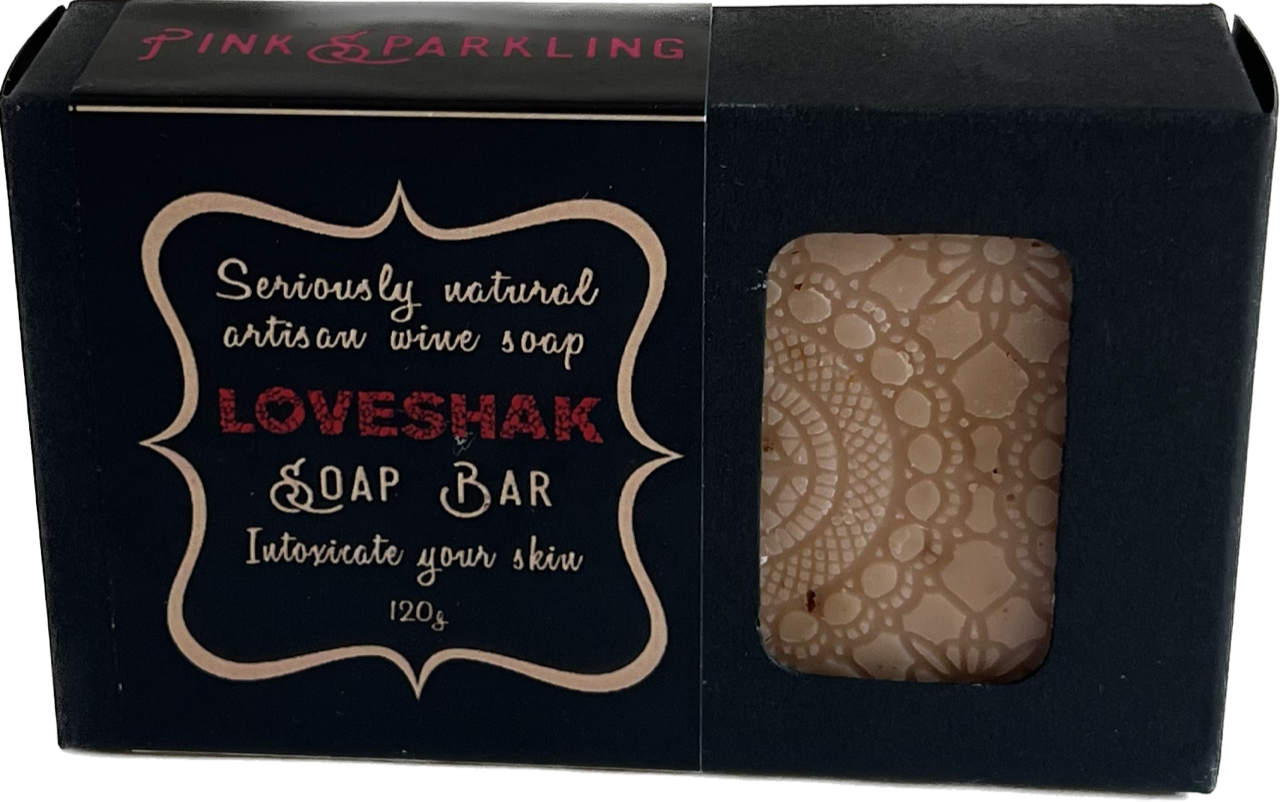 PINK SPARKLING
Seriously natural
artisan wine soap
LOVESHAK
SOAP BAR
Intoxicate your skin
120g